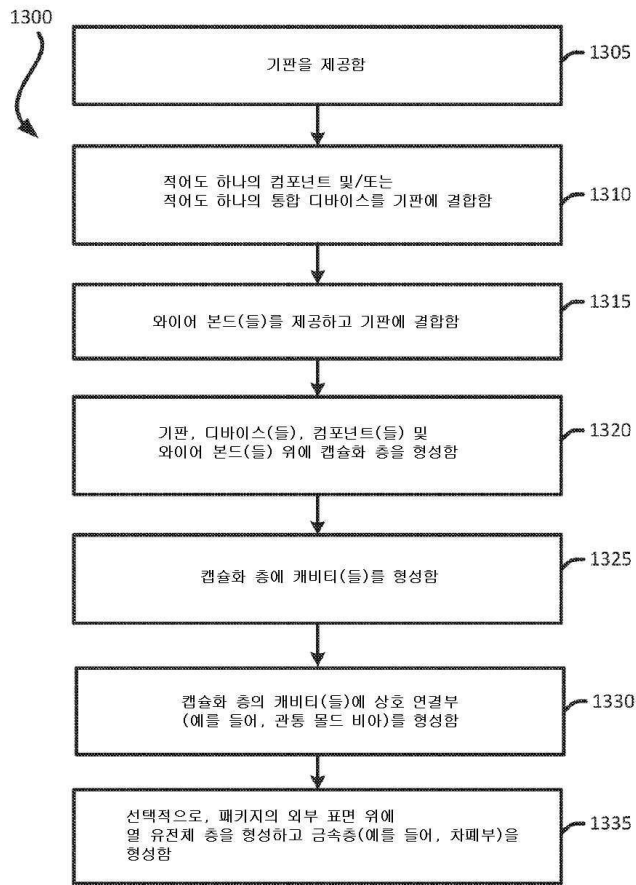 1300
기판을 제공함
1305
적어도 하나의 컴포넌트 및/또는
적어도 하나의 통합 디바이스를 기판에 결합함
1310
와이어 본드(들)를 제공하고 기판에 결합함
1315
기판, 디바이스(들), 컴포넌트(들) 및
와이어 본드(들) 위에 캡슐화 층을 형성함
1320
캡슐화 층에 캐비티(들)를 형성함
1325
캡슐화 층의 캐비티(들)에 상호 연결부
(예를 들어, 관통 몰드 비아)를 형성함
1330
선택적으로, 패키지의 외부 표면 위에
열 유전체 층을 형성하고 금속층(예를 들어, 차폐부)을
형성함
1335